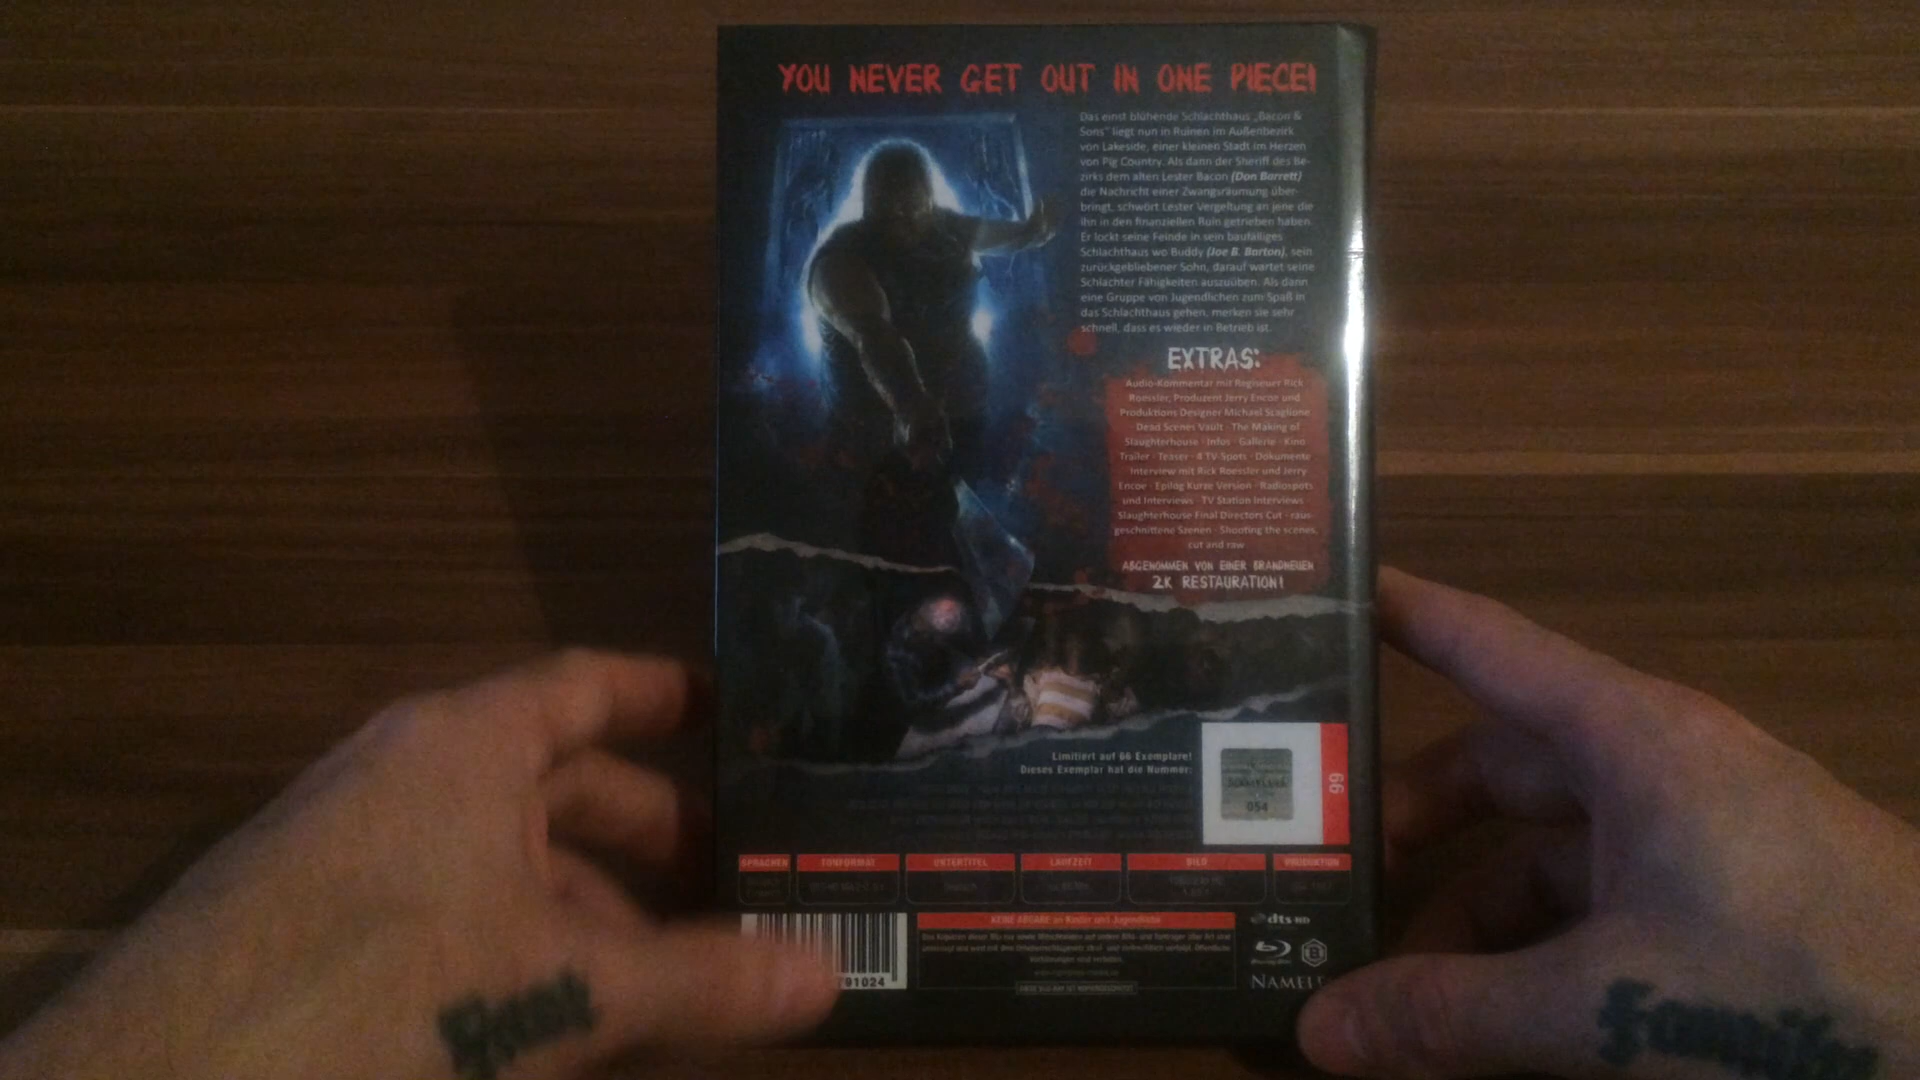 YOU NEVER GET OUT IN ONE PIECE!
Das einst blühende Schlachthaus „Bacon &
Sons" liegt nun in Ruinen im Außenbezirk
von Lakeside, einer kleinen Stadt im Herzen
von Pig Country. Als dann der Sheriff des Be-
zirks dem alten Lester Bacon (Don Barrett)
die Nachricht einer Zwangsräumung über-
bringt, schwört Lester Vergeltung an jene die
ihn in den finanziellen Ruin getrieben haben.
Er lockt seine Feinde in sein baufälliges
Schlachthaus wo Buddy (Joe B. Barton), sein
zurückgebliebener Sohn, darauf wartet seine
Schlachter Fähigkeiten auszuüben. Als dann
eine Gruppe von Jugendlichen zum Spaß in
das Schlachthaus gehen, merken sie sehr
schnell, dass es wieder in Betrieb ist.
EXTRAS:
Audio-Kommentar mit Regisseur Rick
Roessler, Produzent Jerry Encoe und
Produktions Designer Michael Scaglione
Dead Scenes Vault · The Making of
Slaughterhouse · Infos · Gallerie · Kino
Trailer · Teaser · 4 TV-Spots · Dokumente
Interview mit Rick Roessler und Jerry
Encoe · Epilog Kurze Version · Radiospots
und Interviews · TV Station Interviews ·
Slaughterhouse Final Directors Cut · raus-
geschnittene Szenen · Shooting the scenes,
cut and raw
ABGENOMMEN VON EINER BRANDNEUEN
2K RESTAURATION!
Limitiert auf 66 Exemplare!
Dieses Exemplar hat die Nummer:
054
66
SPRACHEN TONFORMAT UNTERTITEL LAUFZEIT BILD PRODUKTION
KEINE ABGABE an Kinder und Jugendliche
dts HD
Blu-ray Disc B
791024
NAMELE
Family